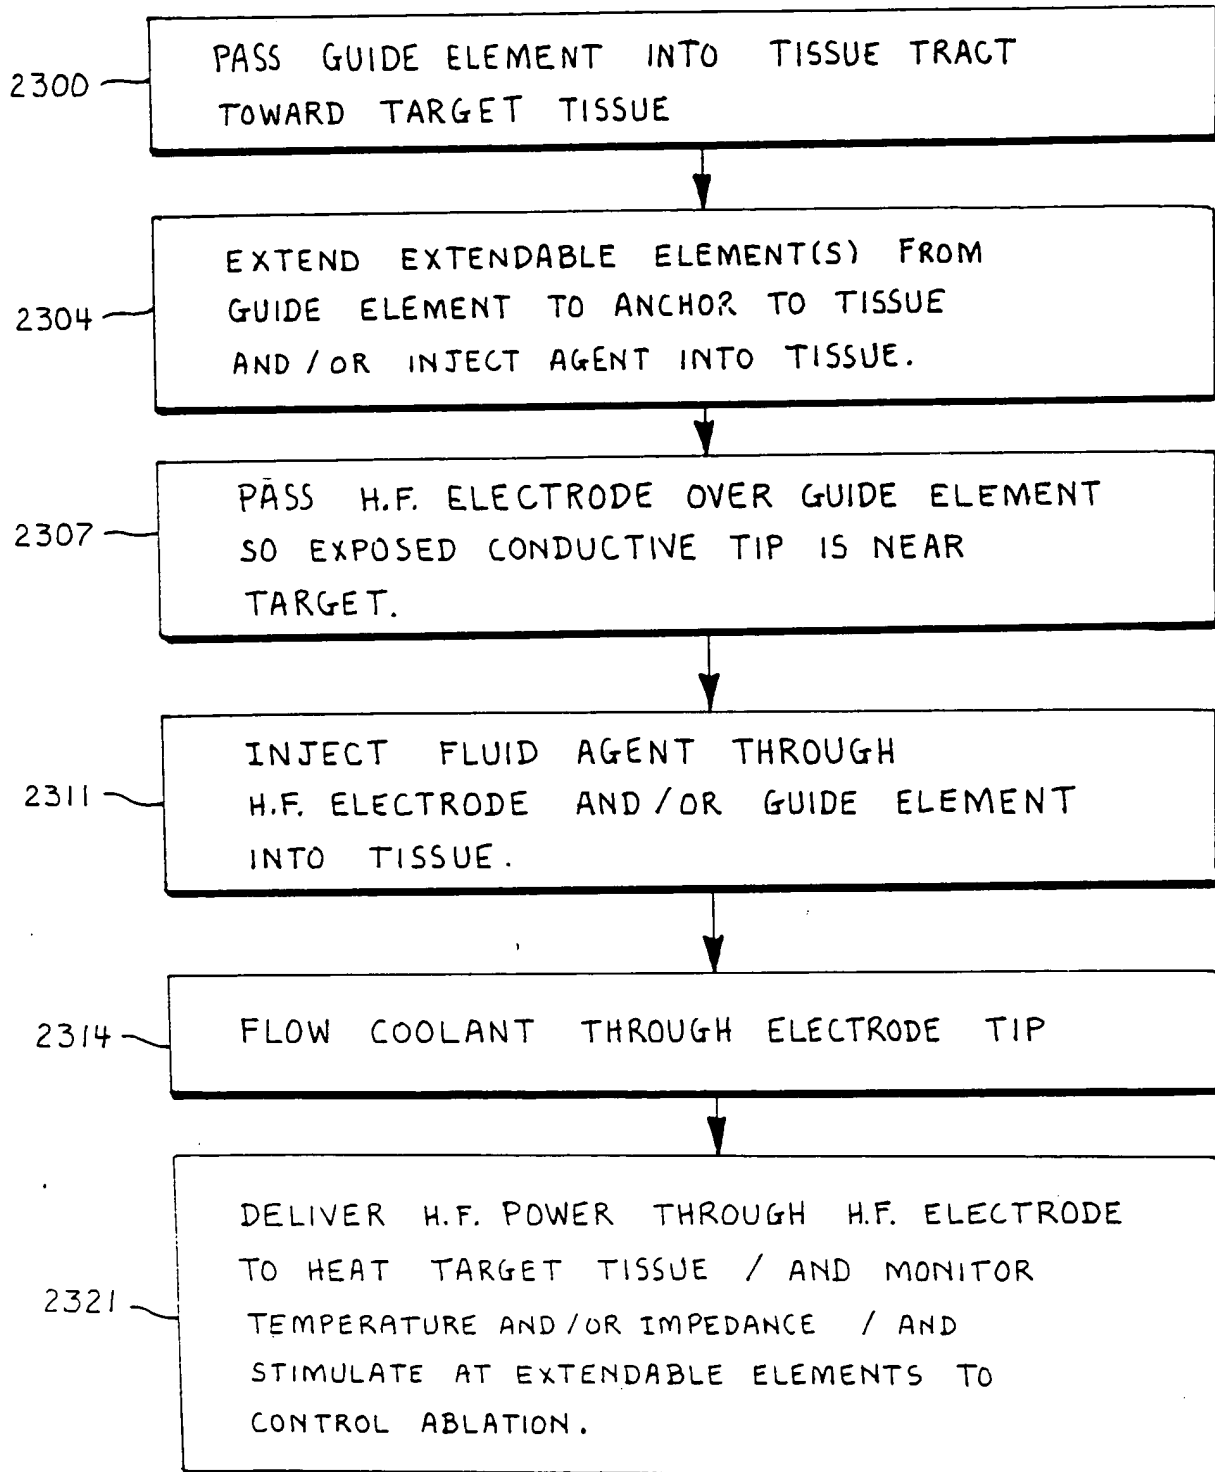 2300
PASS GUIDE ELEMENT INTO TISSUE TRACT
TOWARD TARGET TISSUE
2304
EXTEND EXTENDABLE ELEMENT(S) FROM
GUIDE ELEMENT TO ANCHOR TO TISSUE
AND/OR INJECT AGENT INTO TISSUE.
2307
PASS H.F. ELECTRODE OVER GUIDE ELEMENT
SO EXPOSED CONDUCTIVE TIP IS NEAR
TARGET.
2311
INJECT FLUID AGENT THROUGH
H.F. ELECTRODE AND/OR GUIDE ELEMENT
INTO TISSUE.
2314
FLOW COOLANT THROUGH ELECTRODE TIP
2321
DELIVER H.F. POWER THROUGH H.F. ELECTRODE
TO HEAT TARGET TISSUE / AND MONITOR
TEMPERATURE AND/OR IMPEDANCE / AND
STIMULATE AT EXTENDABLE ELEMENTS TO
CONTROL ABLATION.